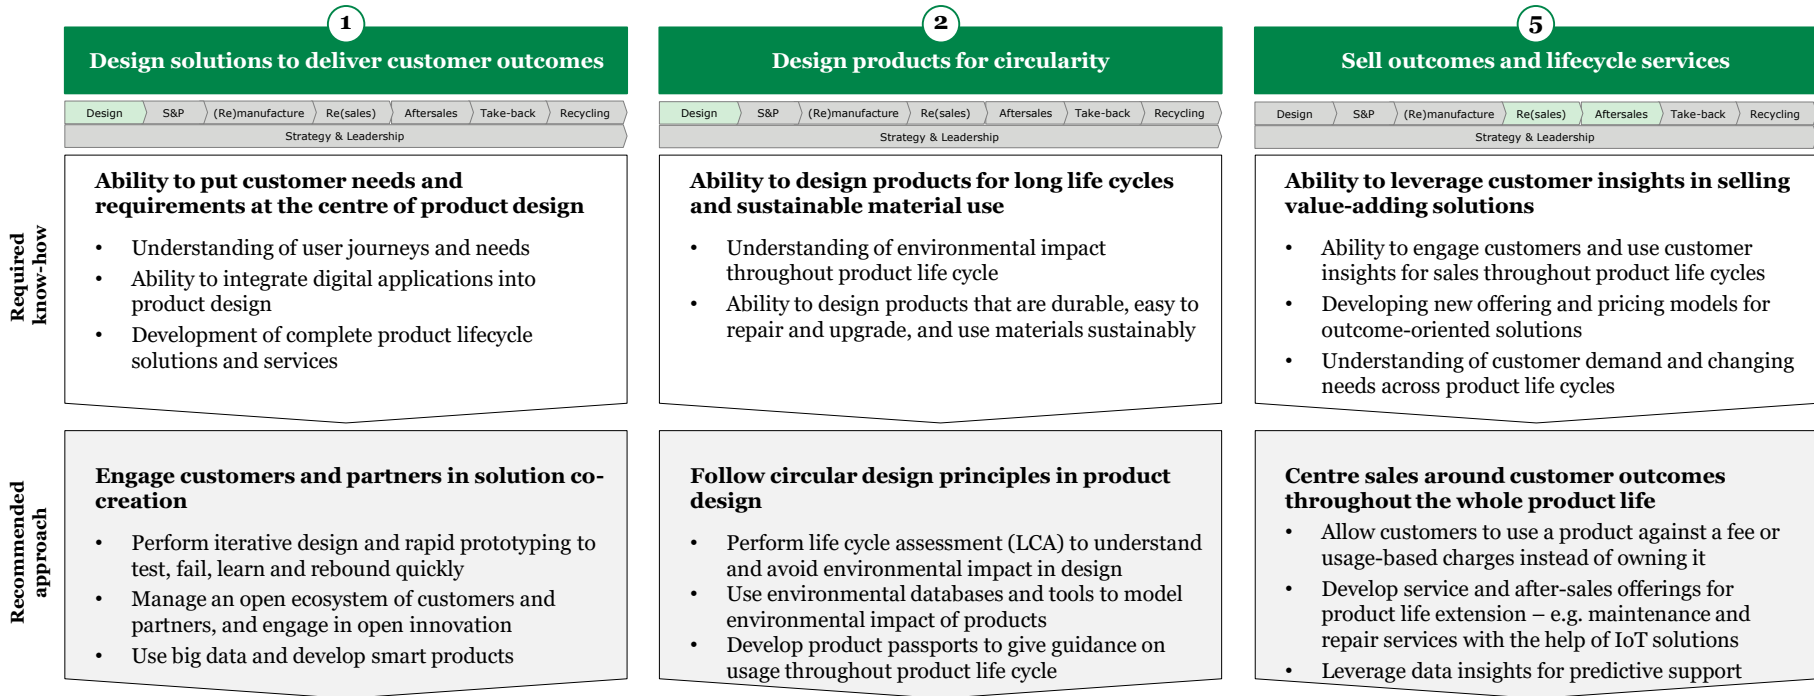 1
Design solutions to deliver customer outcomes
Design S&P (Re)manufacture Re(sales) Aftersales Take-back Recycling
Strategy & Leadership
2
Design products for circularity
Design S&P (Re)manufacture Re(sales) Aftersales Take-back Recycling
Strategy & Leadership
5
Sell outcomes and lifecycle services
Design S&P (Re)manufacture Re(sales) Aftersales Take-back Recycling
Strategy & Leadership
Required
know-how
Ability to put customer needs and
requirements at the centre of product design
• Understanding of user journeys and needs
• Ability to integrate digital applications into
product design
• Development of complete product lifecycle
solutions and services
Ability to design products for long life cycles
and sustainable material use
• Understanding of environmental impact
throughout product life cycle
• Ability to design products that are durable, easy to
repair and upgrade, and use materials sustainably
Ability to leverage customer insights in selling
value-adding solutions
• Ability to engage customers and use customer
insights for sales throughout product life cycles
• Developing new offering and pricing models for
outcome-oriented solutions
• Understanding of customer demand and changing
needs across product life cycles
Recommended
approach
Engage customers and partners in solution co-
creation
• Perform iterative design and rapid prototyping to
test, fail, learn and rebound quickly
• Manage an open ecosystem of customers and
partners, and engage in open innovation
• Use big data and develop smart products
Follow circular design principles in product
design
• Perform life cycle assessment (LCA) to understand
and avoid environmental impact in design
• Use environmental databases and tools to model
environmental impact of products
• Develop product passports to give guidance on
usage throughout product life cycle
Centre sales around customer outcomes
throughout the whole product life
• Allow customers to use a product against a fee or
usage-based charges instead of owning it
• Develop service and after-sales offerings for
product life extension – e.g. maintenance and
repair services with the help of IoT solutions
• Leverage data insights for predictive support